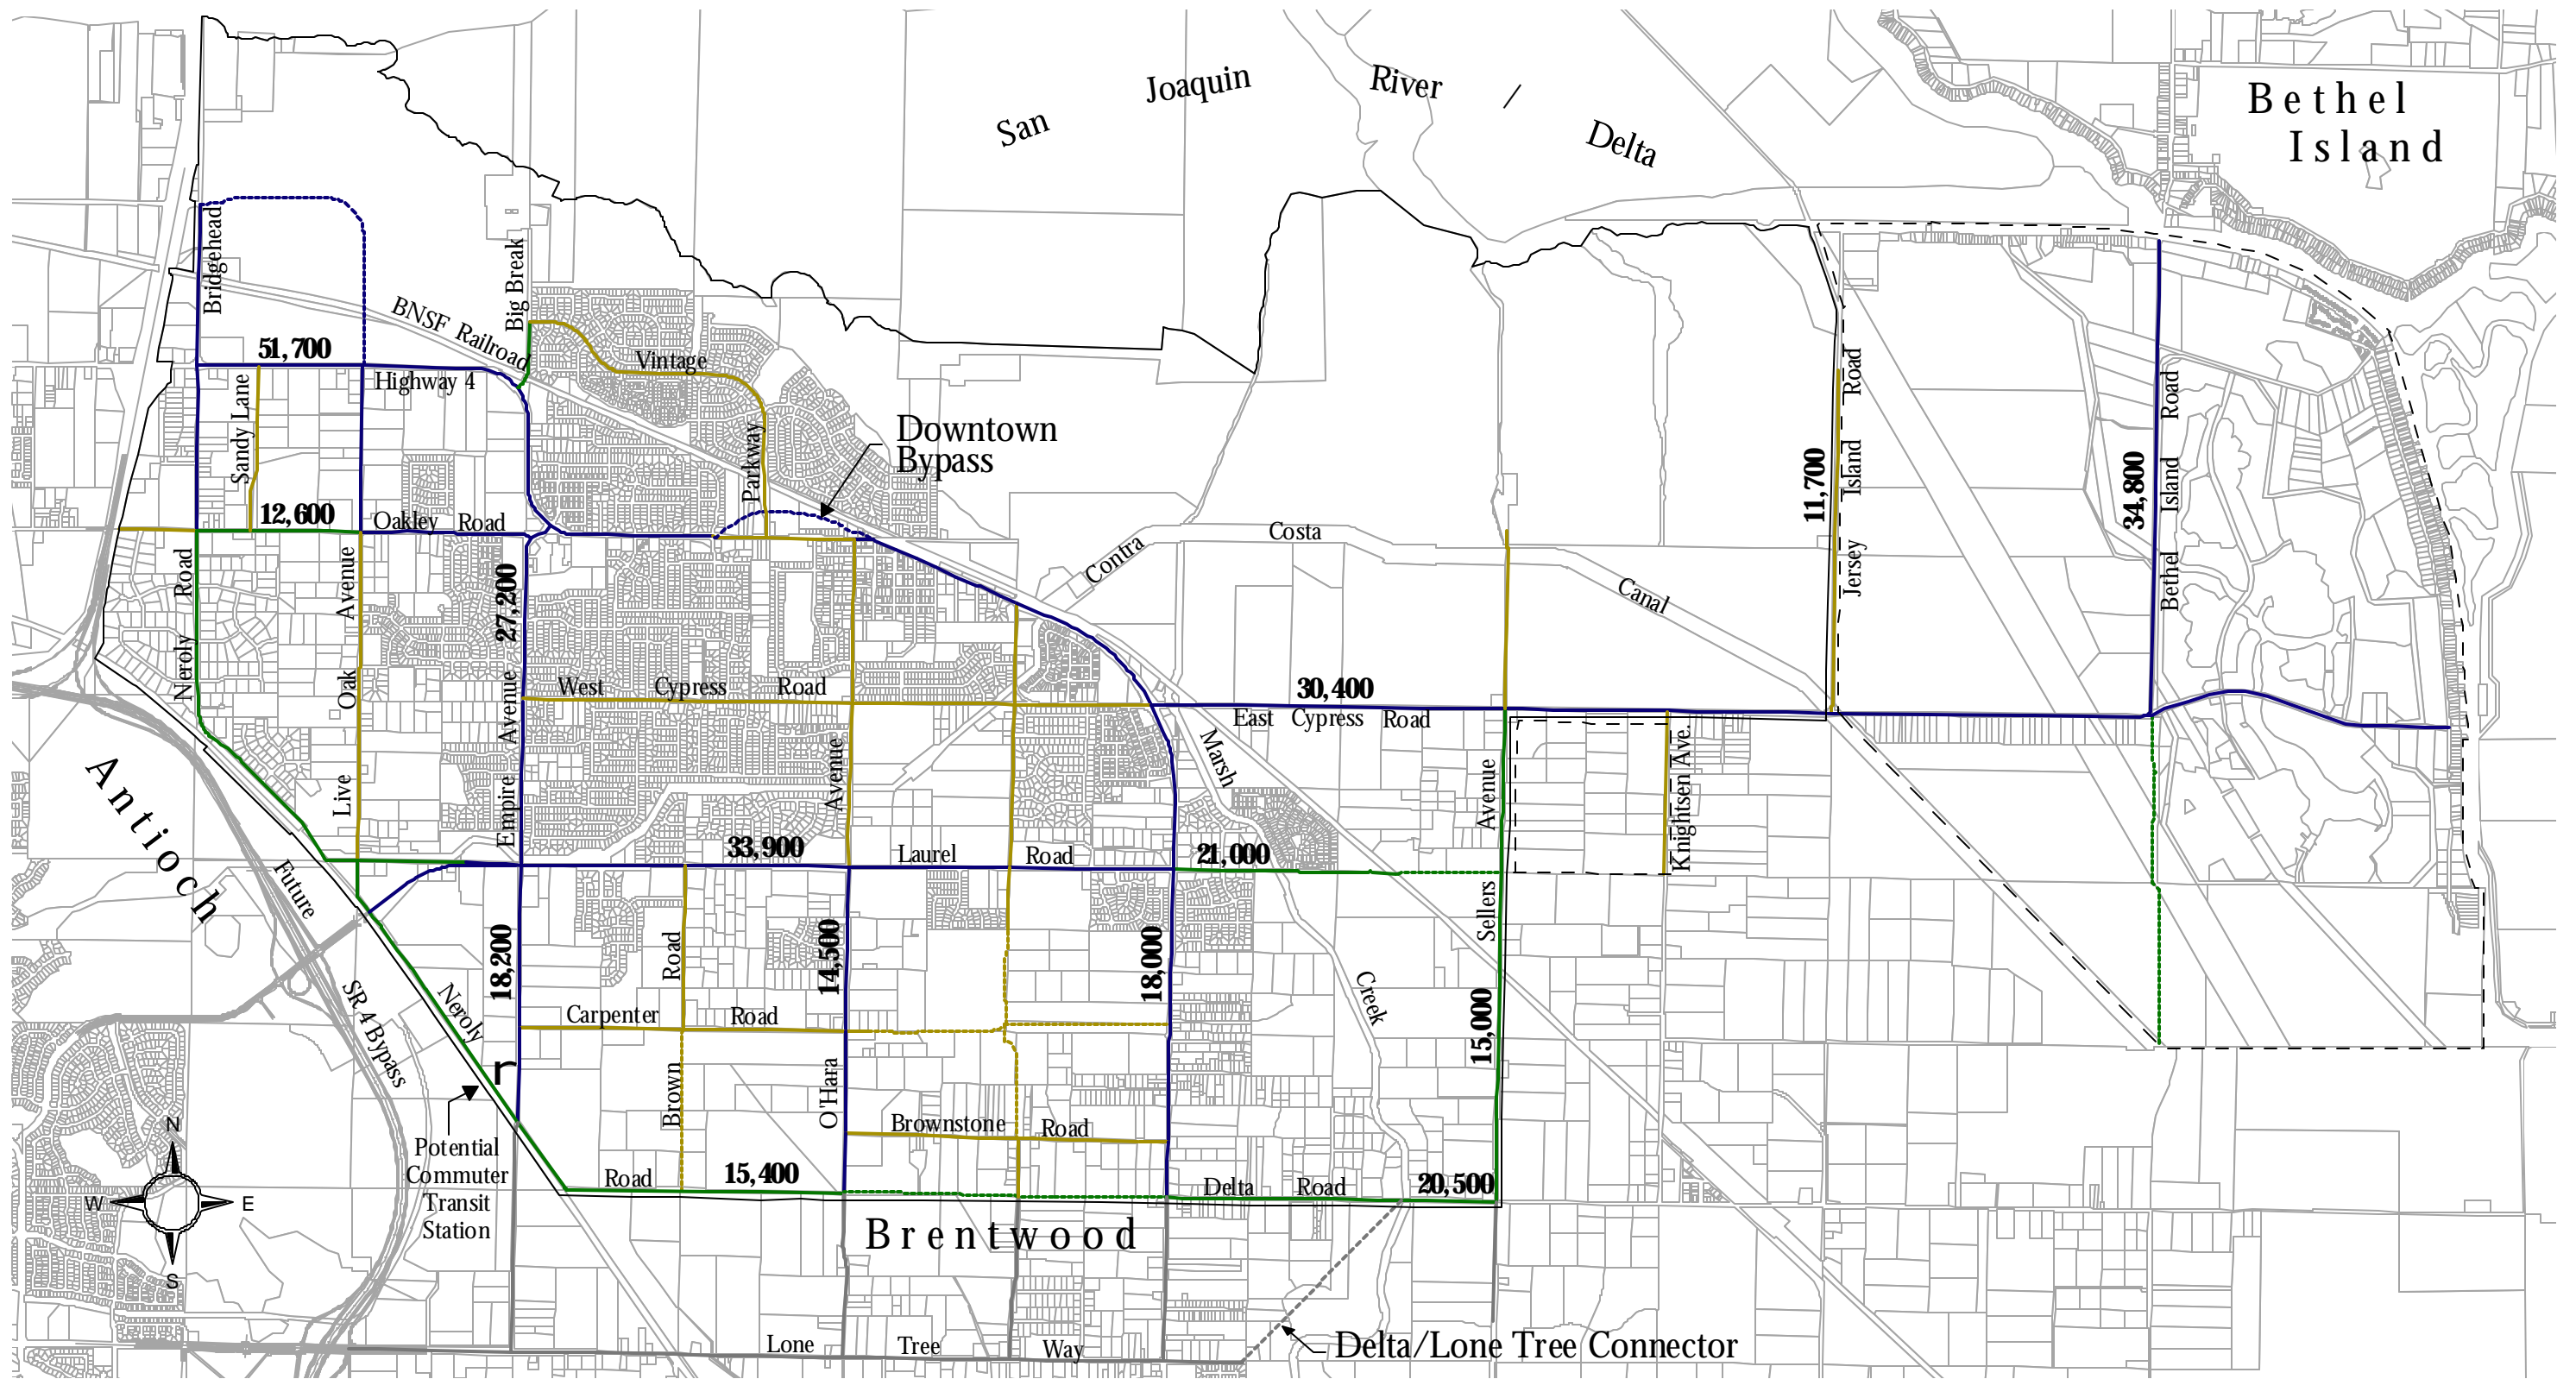 San Joaquin River / Delta
Bethel
Island
Bridgehead
Big Break
BNSF Railroad
51,700
Highway 4
Vintage
Parkway
Sandy Lane
Downtown
Bypass
12,600
Oakley Road
Contra Costa Canal
11,700
Jersey Island Road
34,800
Bethel Island Road
Neroly Road
Live Oak Avenue
27,200
Empire Avenue
West Cypress Road
30,400
East Cypress Road
Avenue
Marsh Creek
Knightsen Ave.
Antioch
Future
SR 4 Bypass
33,900
Laurel Road
21,000
Sellers Avenue
18,200
Neroly
Road
14,500
18,000
15,000
Carpenter Road
Brown
O'Hara
r
Brownstone Road
Potential
Commuter
Transit
Station
N
W
E
S
Road
15,400
Delta Road
20,500
Brentwood
Lone Tree Way
Delta/Lone Tree Connector